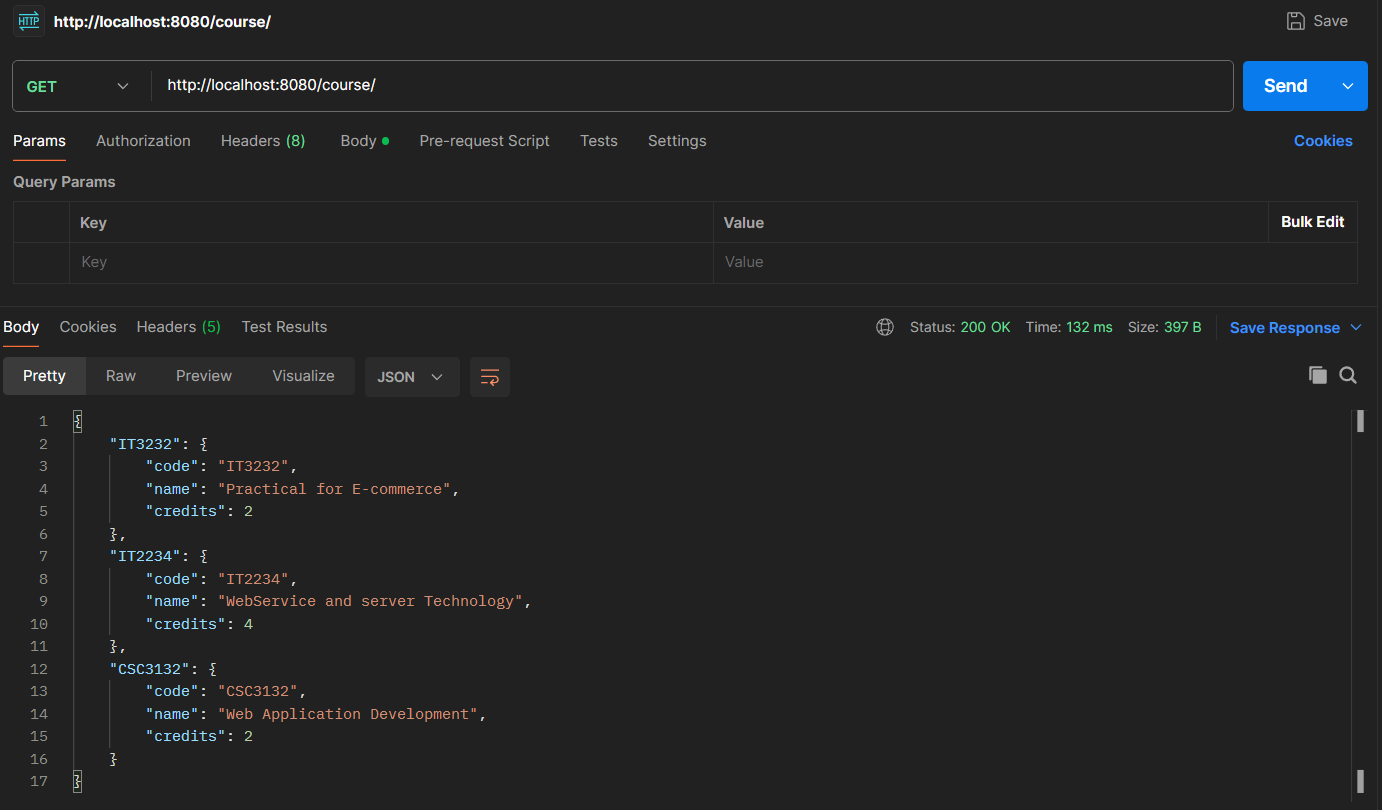 HTTP http://localhost:8080/course/ Save
GET http://localhost:8080/course/ Send
Params Authorization Headers (8) Body Pre-request Script Tests Settings Cookies
Query Params
Key Value Bulk Edit
Key Value
Body Cookies Headers (5) Test Results Status: 200 OK Time: 132 ms Size: 397 B Save Response
Pretty Raw Preview Visualize JSON
1 {
2 "IT3232": {
3 "code": "IT3232",
4 "name": "Practical for E-commerce",
5 "credits": 2
6 },
7 "IT2234": {
8 "code": "IT2234",
9 "name": "WebService and server Technology",
10 "credits": 4
11 },
12 "CSC3132": {
13 "code": "CSC3132",
14 "name": "Web Application Development",
15 "credits": 2
16 }
17 }